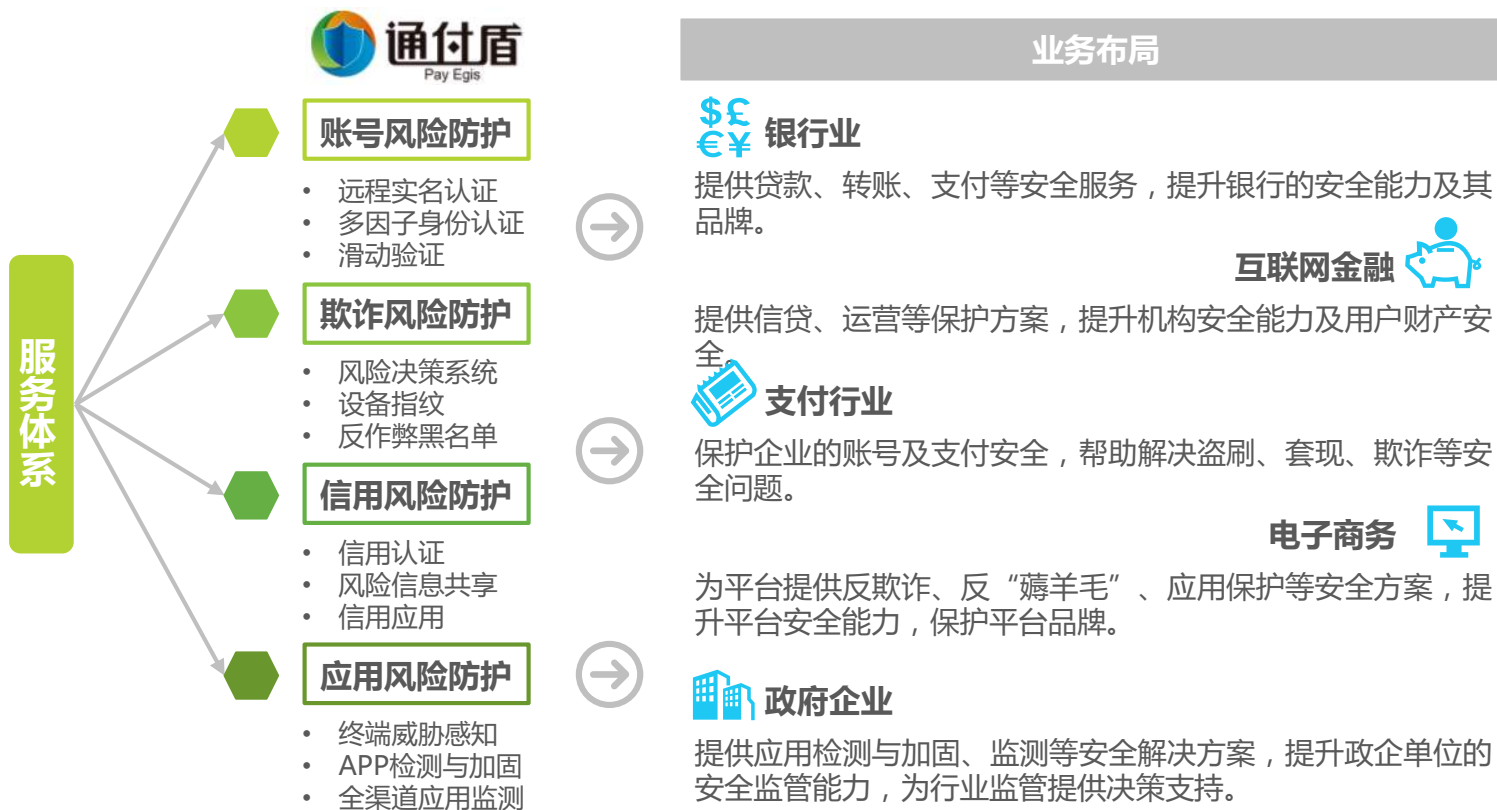 通付盾
Pay Egis
服务体系
账号风险防护
• 远程实名认证
• 多因子身份认证
• 滑动验证
欺诈风险防护
• 风险决策系统
• 设备指纹
• 反作弊黑名单
信用风险防护
• 信用认证
• 风险信息共享
• 信用应用
应用风险防护
• 终端威胁感知
• APP检测与加固
• 全渠道应用监测
业务布局
$£
€¥
银行业
提供贷款、转账、支付等安全服务，提升银行的安全能力及其
品牌。
互联网金融
提供信贷、运营等保护方案，提升机构安全能力及用户财产安
全。
支付行业
保护企业的账号及支付安全，帮助解决盗刷、套现、欺诈等安
全问题。
电子商务
为平台提供反欺诈、反“薅羊毛”、应用保护等安全方案，提
升平台安全能力，保护平台品牌。
政府企业
提供应用检测与加固、监测等安全解决方案，提升政企单位的
安全监管能力，为行业监管提供决策支持。